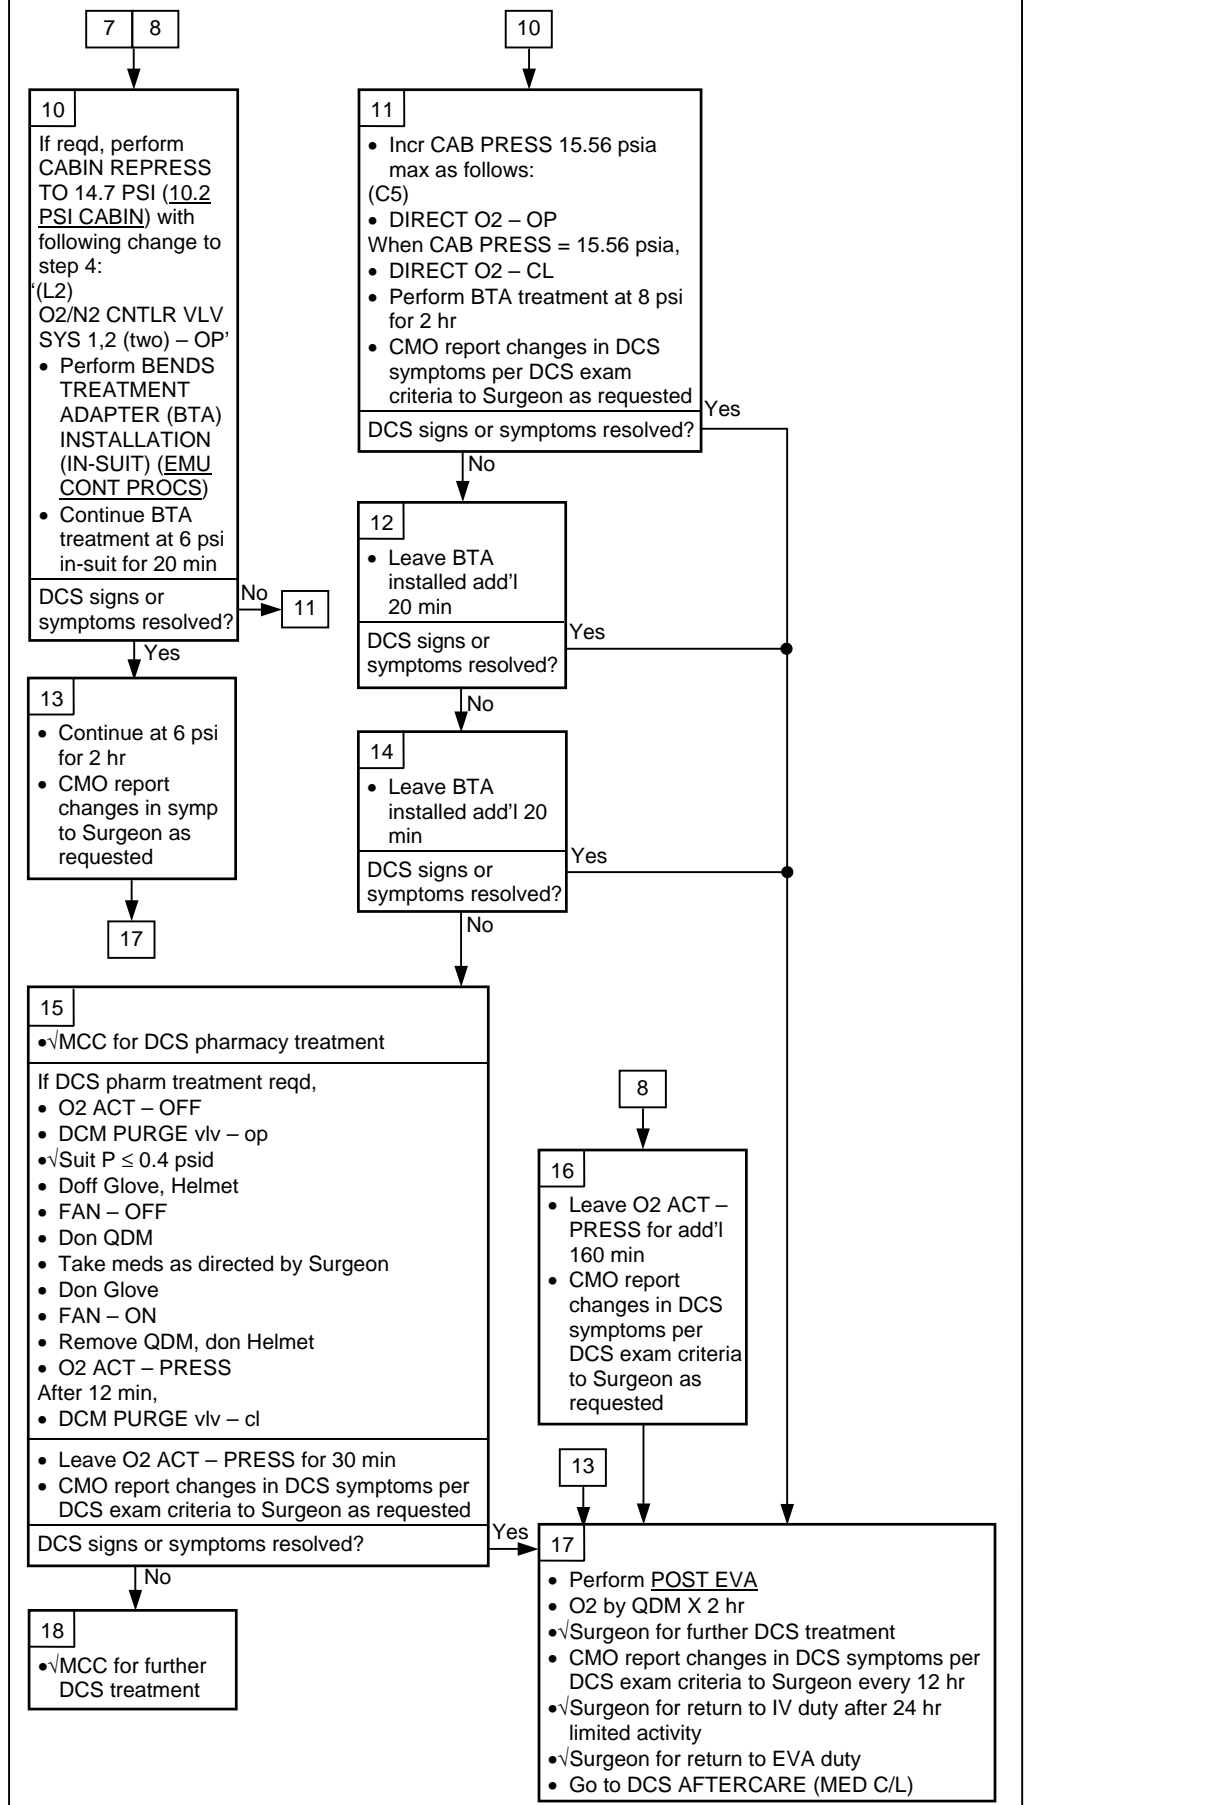 7 8
10
If reqd, perform
CABIN REPRESS
TO 14.7 PSI (10.2
PSI CABIN) with
following change to
step 4:
‘(L2)
O2/N2 CNTLR VLV
SYS 1,2 (two) – OP’
• Perform BENDS
TREATMENT
ADAPTER (BTA)
INSTALLATION
(IN-SUIT) (EMU
CONT PROCS)
• Continue BTA
treatment at 6 psi
in-suit for 20 min
DCS signs or
symptoms resolved?
No
11
Yes
13
• Continue at 6 psi
for 2 hr
• CMO report
changes in symp
to Surgeon as
requested
17
10
11
• Incr CAB PRESS 15.56 psia
max as follows:
(C5)
• DIRECT O2 – OP
When CAB PRESS = 15.56 psia,
• DIRECT O2 – CL
• Perform BTA treatment at 8 psi
for 2 hr
• CMO report changes in DCS
symptoms per DCS exam
criteria to Surgeon as requested
DCS signs or symptoms resolved?
Yes
No
12
• Leave BTA
installed add’l
20 min
DCS signs or
symptoms resolved?
Yes
No
14
• Leave BTA
installed add’l 20
min
DCS signs or
symptoms resolved?
Yes
No
15
•√MCC for DCS pharmacy treatment
If DCS pharm treatment reqd,
• O2 ACT – OFF
• DCM PURGE vlv – op
•√Suit P ≤ 0.4 psid
• Doff Glove, Helmet
• FAN – OFF
• Don QDM
• Take meds as directed by Surgeon
• Don Glove
• FAN – ON
• Remove QDM, don Helmet
• O2 ACT – PRESS
After 12 min,
• DCM PURGE vlv – cl
• Leave O2 ACT – PRESS for 30 min
• CMO report changes in DCS symptoms per
DCS exam criteria to Surgeon as requested
DCS signs or symptoms resolved?
Yes
No
18
•√MCC for further
DCS treatment
8
16
• Leave O2 ACT –
PRESS for add’l
160 min
• CMO report
changes in DCS
symptoms per
DCS exam criteria
to Surgeon as
requested
13
17
• Perform POST EVA
• O2 by QDM X 2 hr
•√Surgeon for further DCS treatment
• CMO report changes in DCS symptoms per
DCS exam criteria to Surgeon every 12 hr
•√Surgeon for return to IV duty after 24 hr
limited activity
•√Surgeon for return to EVA duty
• Go to DCS AFTERCARE (MED C/L)